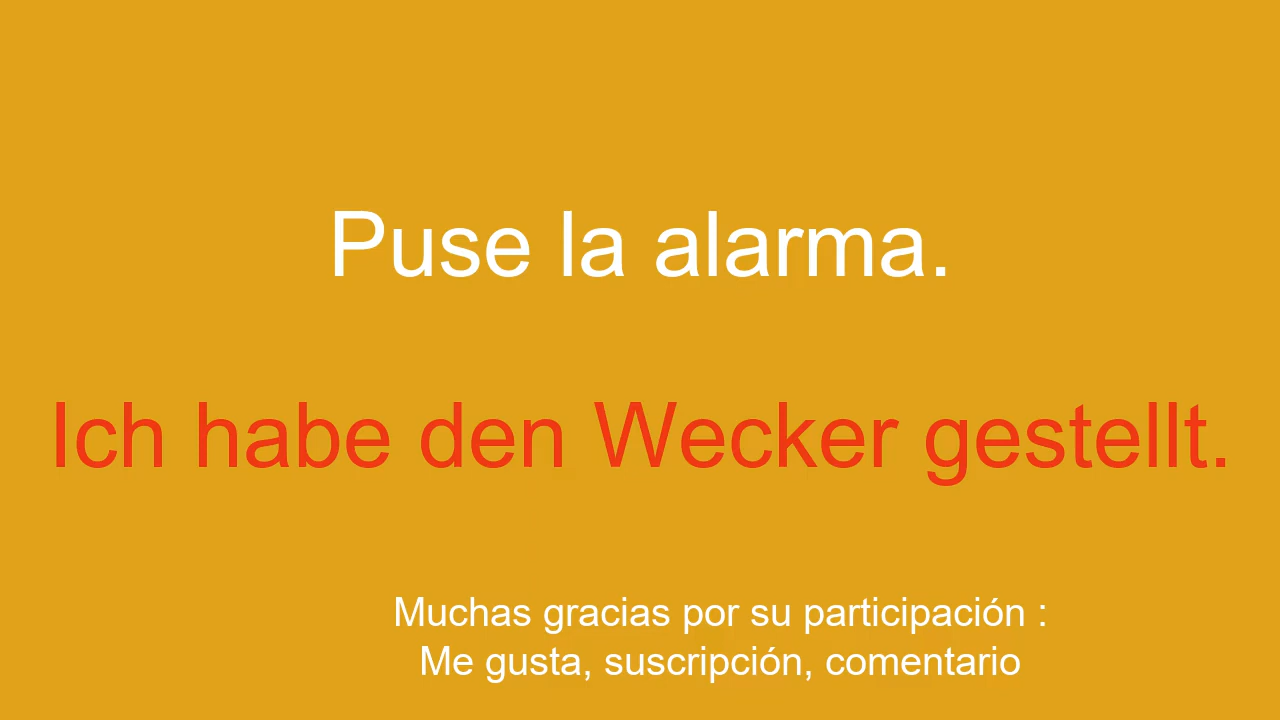 Puse la alarma.
Ich habe den Wecker gestellt.
Muchas gracias por su participación :
Me gusta, suscripción, comentario